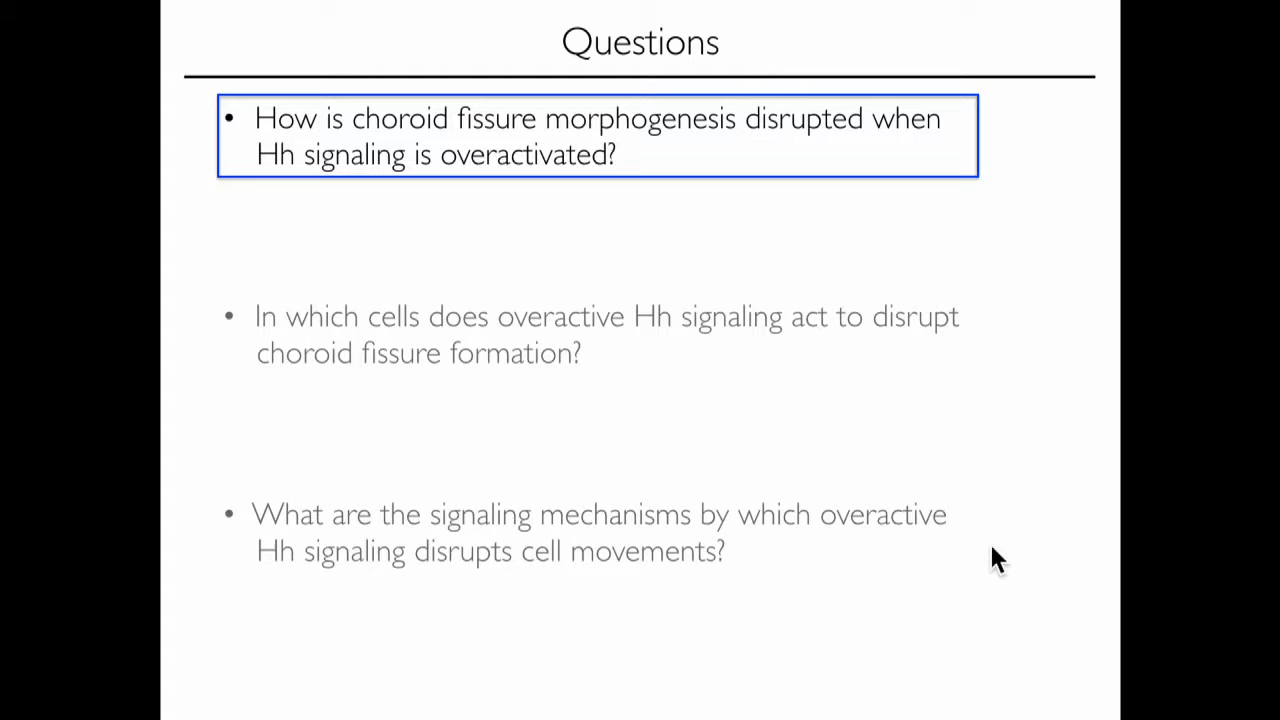 Questions
• How is choroid fissure morphogenesis disrupted when
Hh signaling is overactivated?
• In which cells does overactive Hh signaling act to disrupt
choroid fissure formation?
• What are the signaling mechanisms by which overactive
Hh signaling disrupts cell movements?